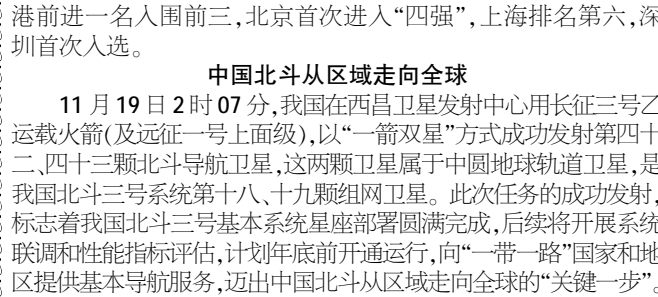 港前进一名入围前三,北京首次进入“四强”,上海排名第六,深
圳首次入选。
中国北斗从区域走向全球
11 月 19 日 2 时 07 分,我国在西昌卫星发射中心用长征三号乙
运载火箭(及远征一号上面级),以“一箭双星”方式成功发射第四十
二、四十三颗北斗导航卫星,这两颗卫星属于中圆地球轨道卫星,是
我国北斗三号系统第十八、十九颗组网卫星。此次任务的成功发射,
标志着我国北斗三号基本系统星座部署圆满完成,后续将开展系统
联调和性能指标评估,计划年底前开通运行,向“一带一路”国家和地
区提供基本导航服务,迈出中国北斗从区域走向全球的“关键一步”。